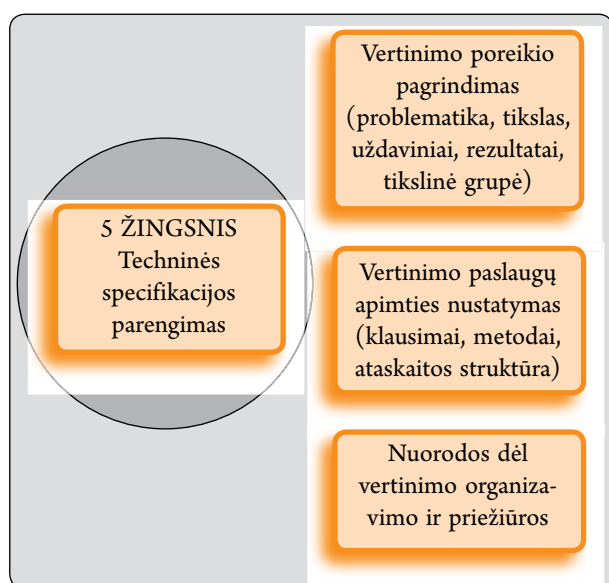 5 ŽINGSNIS
Techninės
specifikacijos
parengimas
Vertinimo poreikio
pagrindimas
(problematika, tikslas,
uždaviniai, rezultatai,
tikslinė grupė)
Vertinimo paslaugų
apimties nustatymas
(klausimai, metodai,
ataskaitos struktūra)
Nuorodos dėl
vertinimo organiza-
vimo ir priežiūros